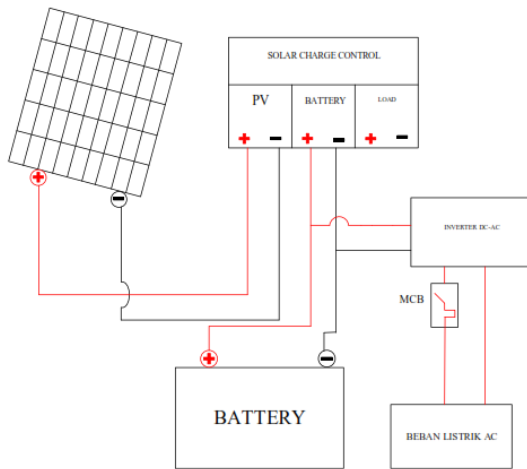 SOLAR CHARGE CONTROL
PV
BATTERY
LOAD
+
-
+
-
+
-
+
-
INVERTER DC-AC
MCB
+
-
BATTERY
BEBAN LISTRIK AC